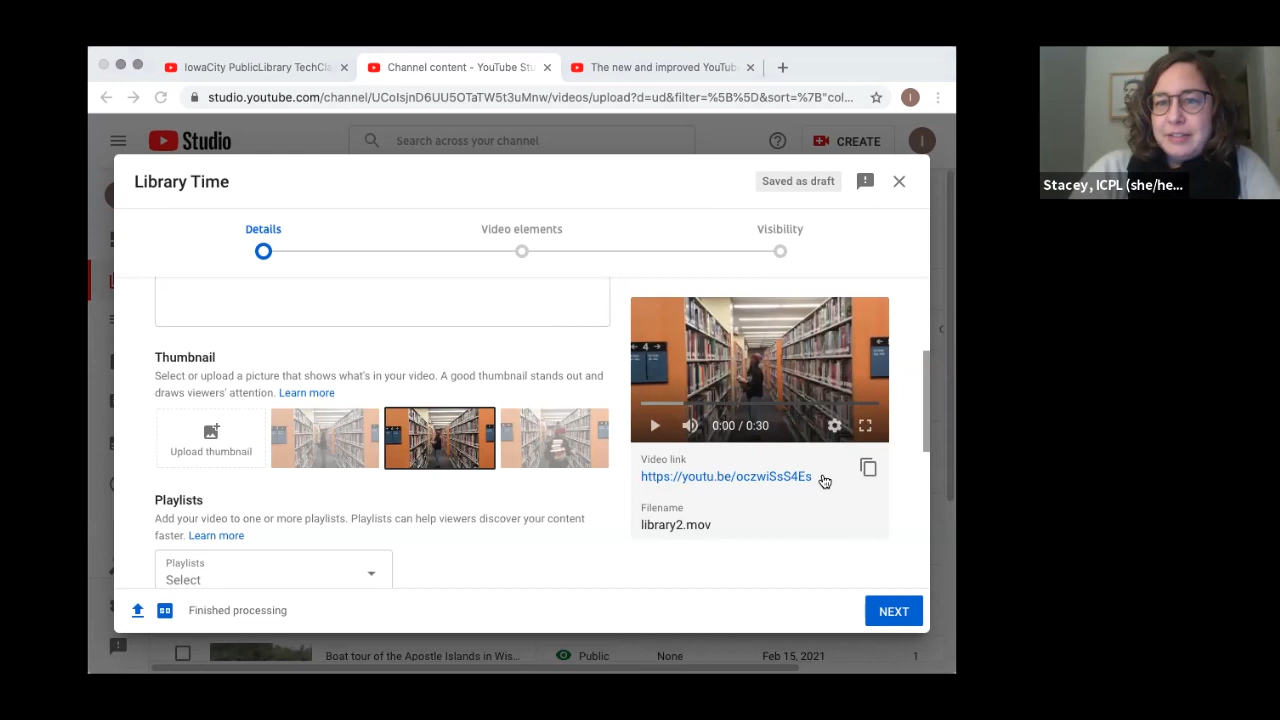 IowaCity PublicLibrary TechCla
Channel content - YouTube Stu
The new and improved YouTub
studio.youtube.com/channel/UCoIsjnD6UU5OTaTW5t3uMnw/videos/upload?d=ud&filter=%5B%5D&sort=%7B"col...
I
Studio
Search across your channel
CREATE
I
Stacey, ICPL (she/he...
Library Time
Saved as draft
Details
Video elements
Visibility
Thumbnail
Select or upload a picture that shows what's in your video. A good thumbnail stands out and
draws viewers' attention. Learn more
Upload thumbnail
4
0:00 / 0:30
Video link
https://youtu.be/oczwiSsS4Es
Filename
library2.mov
Playlists
Add your video to one or more playlists. Playlists can help viewers discover your content
faster. Learn more
Playlists
Select
Finished processing
NEXT
Boat tour of the Apostle Islands in Wis...
Public
None
Feb 15, 2021
1